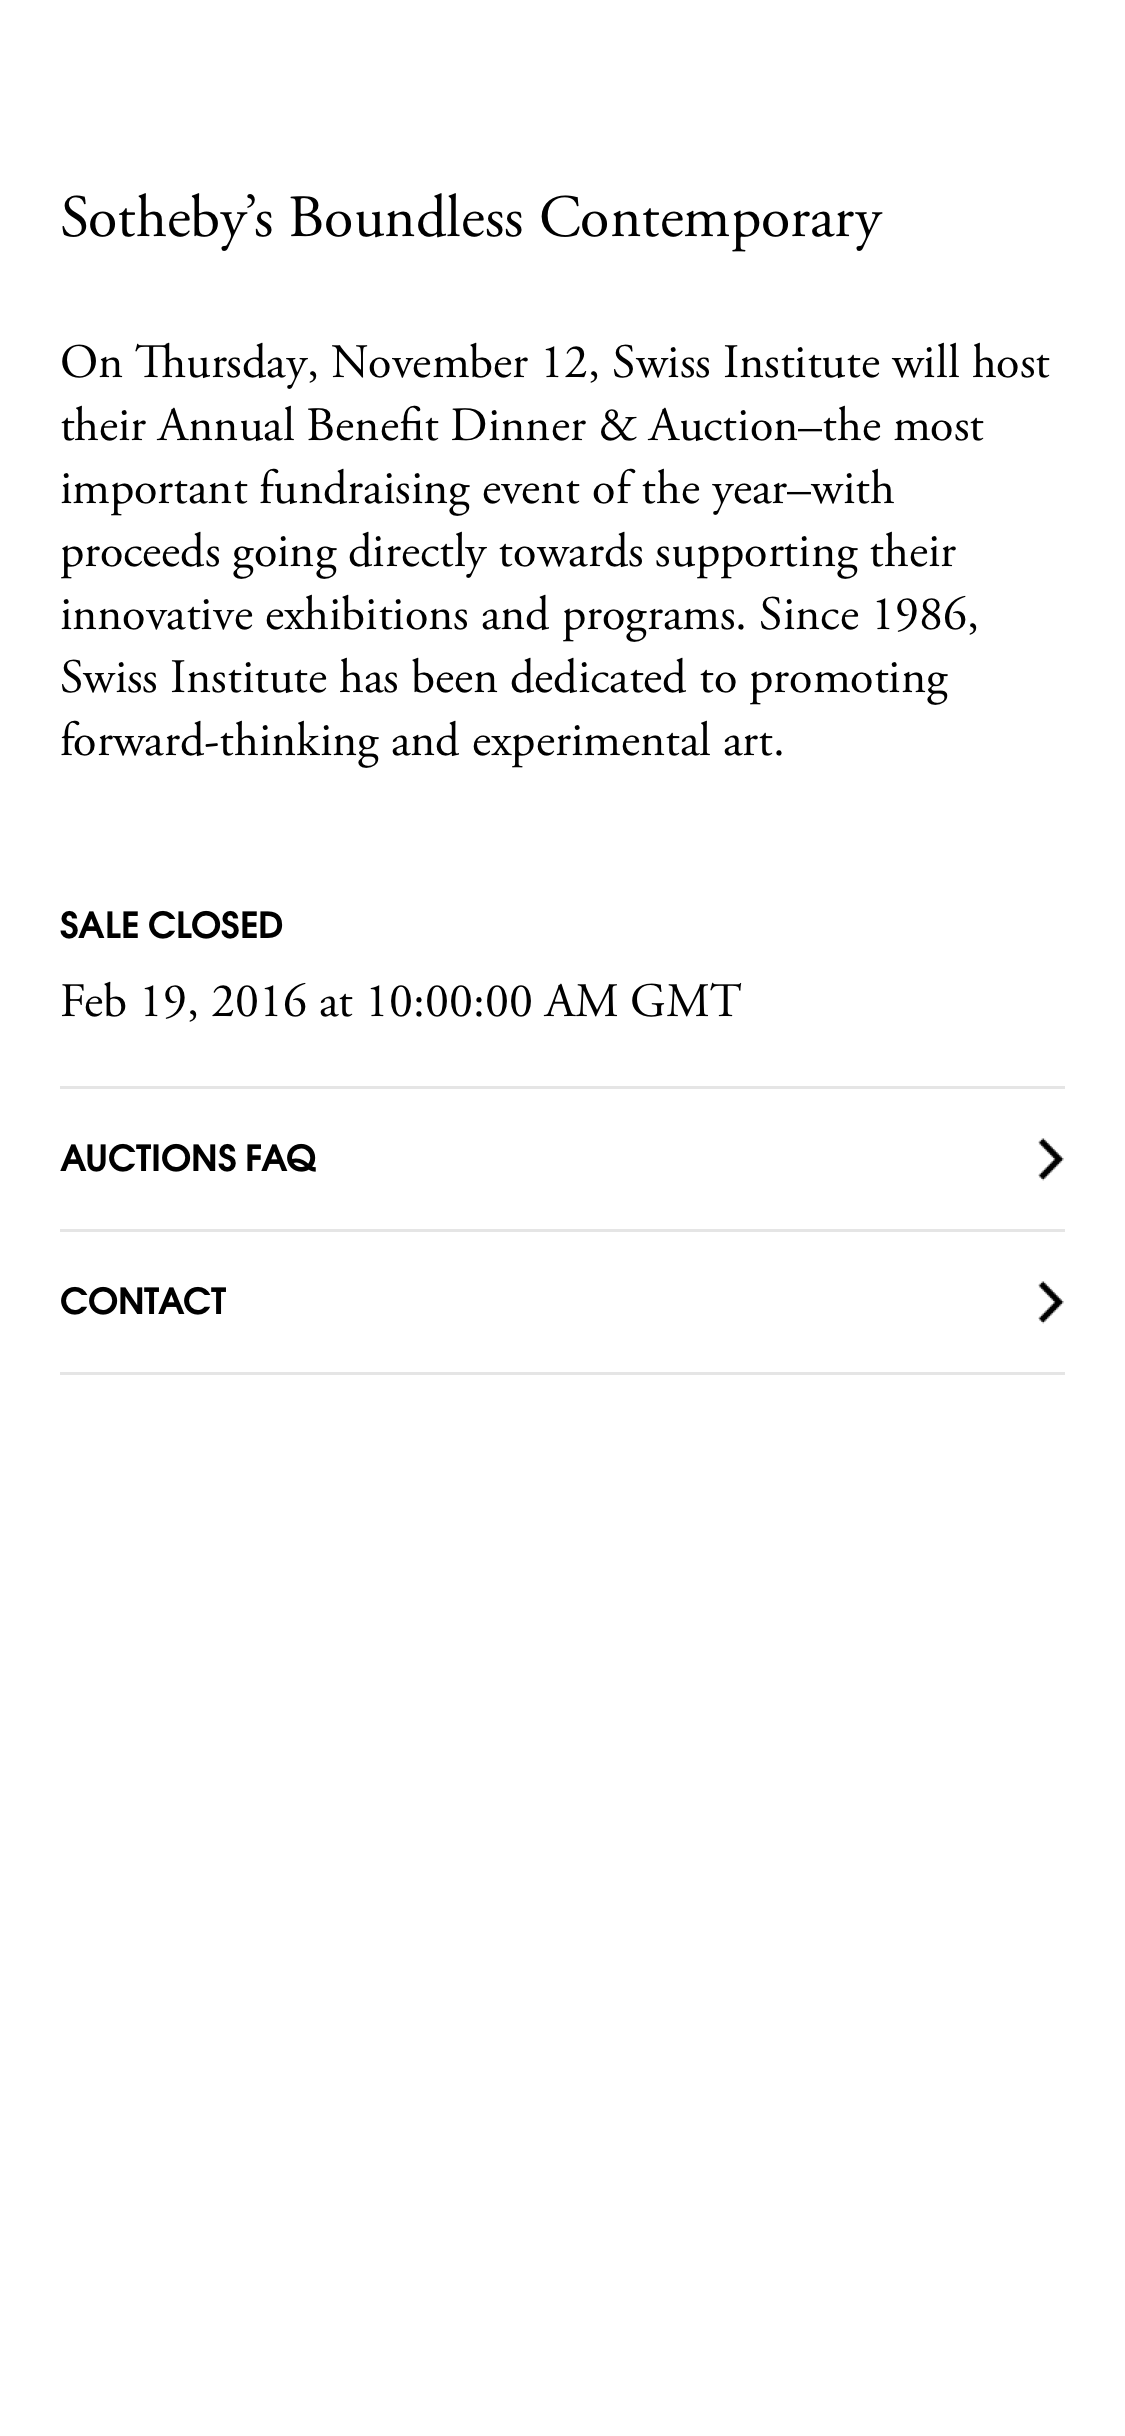 Sotheby’s Boundless Contemporary
On Thursday, November 12, Swiss Institute will host
their Annual Benefit Dinner & Auction–the most
important fundraising event of the year–with
proceeds going directly towards supporting their
innovative exhibitions and programs. Since 1986,
Swiss Institute has been dedicated to promoting
forward-thinking and experimental art.
SALE CLOSED
Feb 19, 2016 at 10:00:00 AM GMT
AUCTIONS FAQ
CONTACT